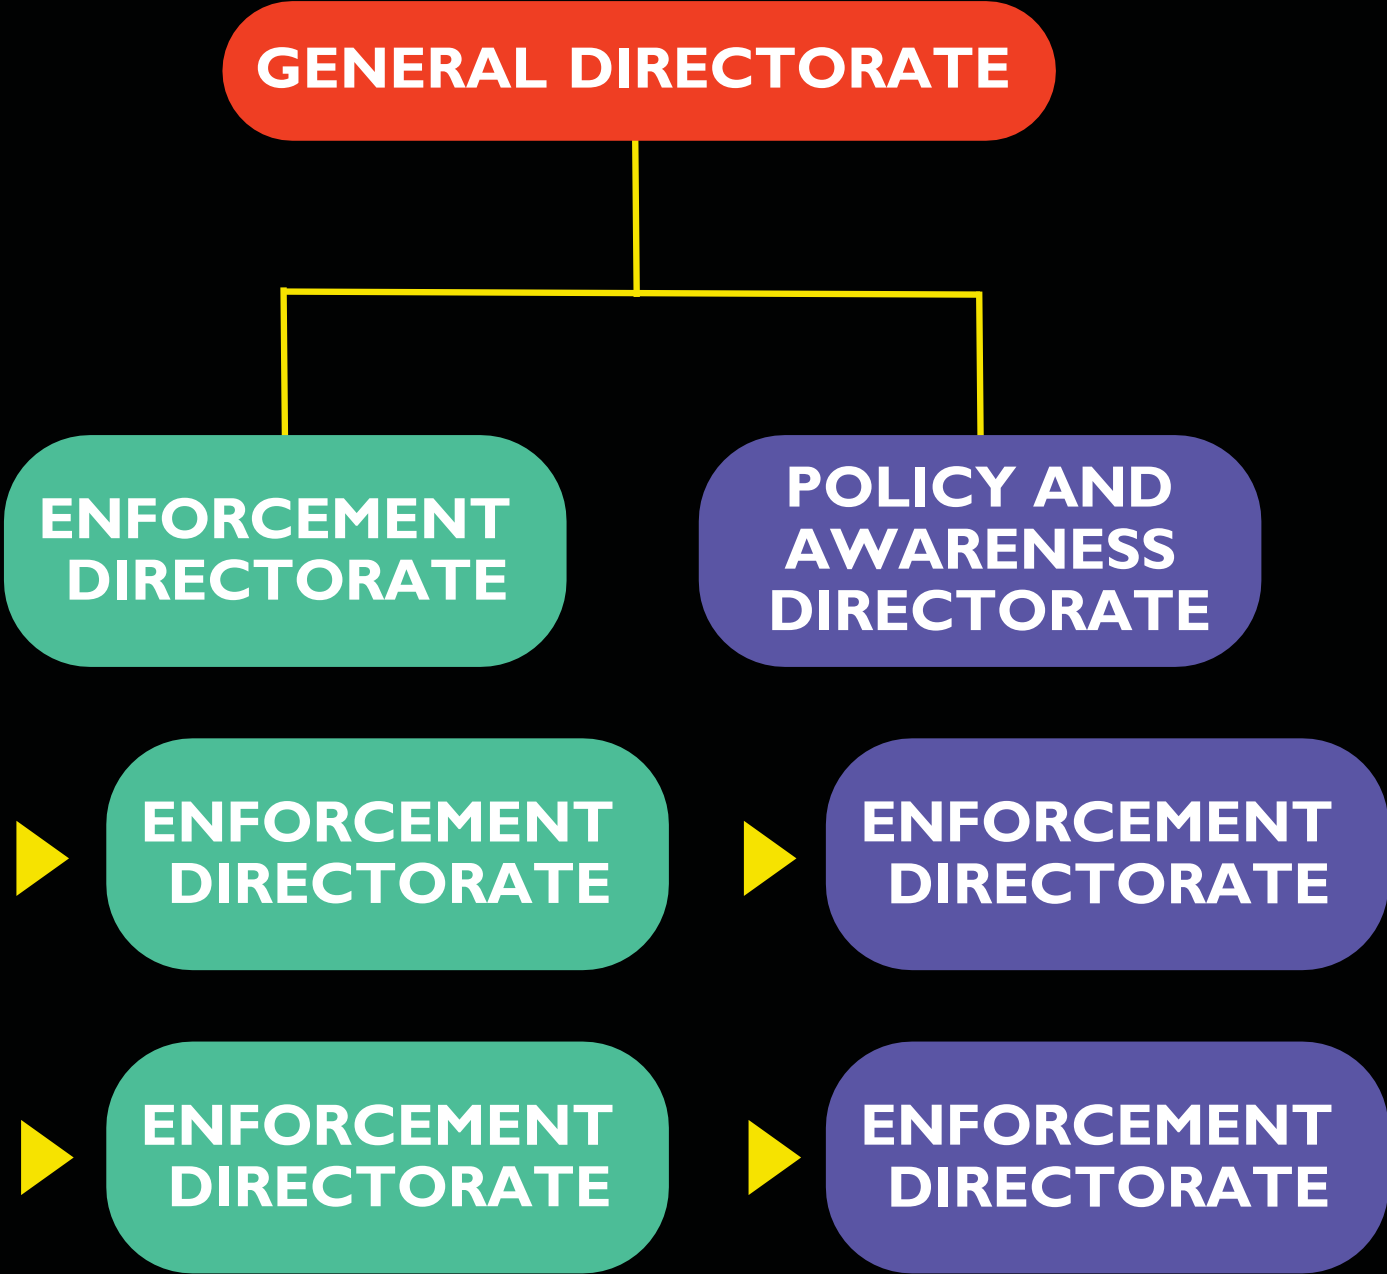 GENERAL DIRECTORATE
ENFORCEMENT
DIRECTORATE
POLICY AND
AWARENESS
DIRECTORATE
ENFORCEMENT
DIRECTORATE
ENFORCEMENT
DIRECTORATE
ENFORCEMENT
DIRECTORATE
ENFORCEMENT
DIRECTORATE